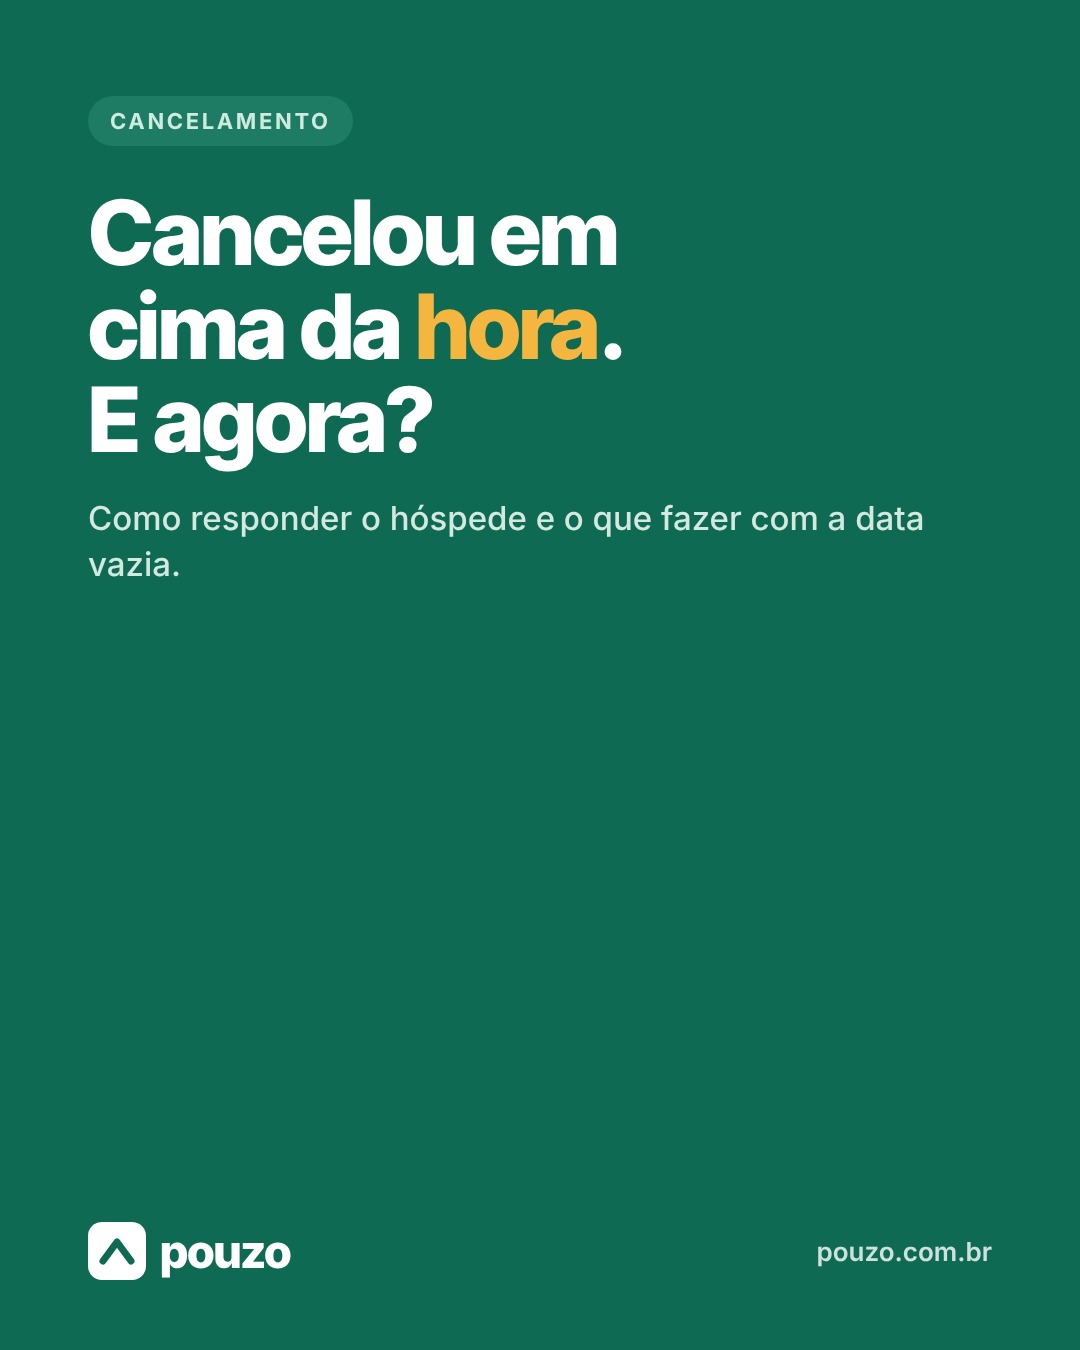 CANCELAMENTO
Cancelou em
cima da hora.
E agora?
Como responder o hóspede e o que fazer com a data
vazia.
pouzo
pouzo.com.br